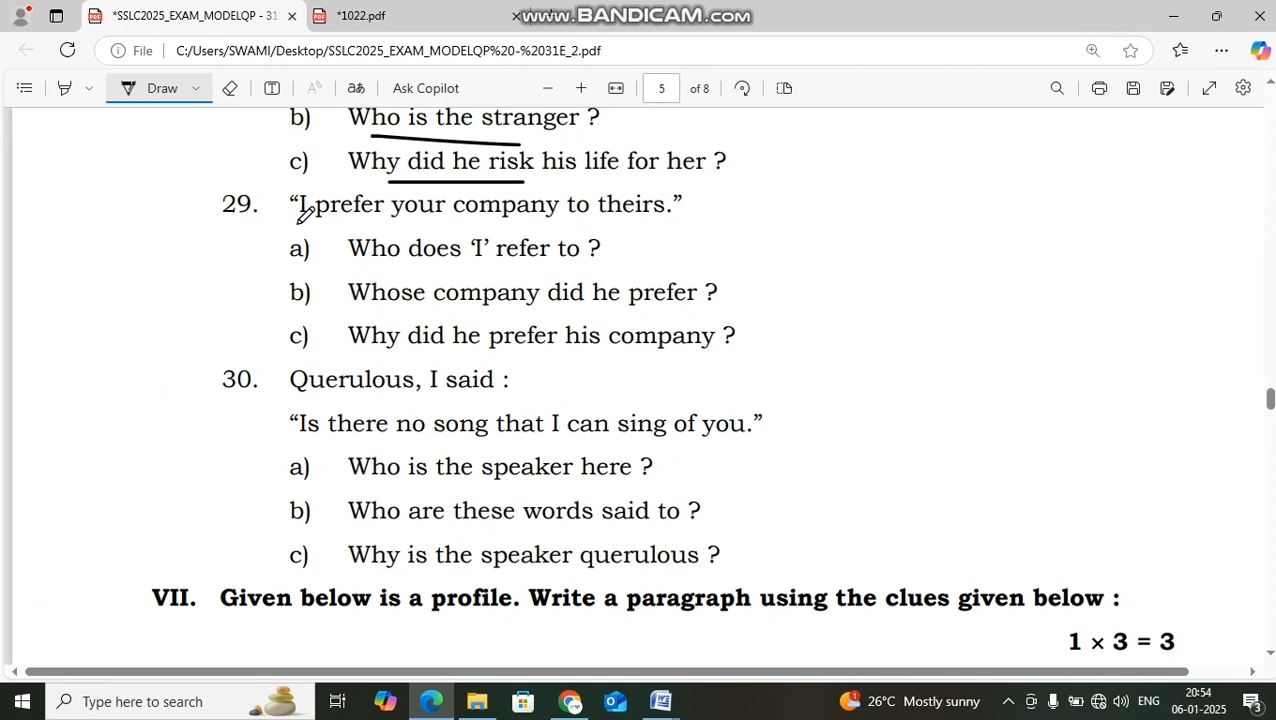 *SSLC2025_EXAM_MODELQP - 31
*1022.pdf
www.BANDICAM.com
File
C:/Users/SWAMI/Desktop/SSLC2025_EXAM_MODELQP%20-%2031E_2.pdf
Draw
Ask Copilot
5
of 8
b) Who is the stranger ?
c) Why did he risk his life for her ?
29. “I prefer your company to theirs.”
a) Who does ‘I’ refer to ?
b) Whose company did he prefer ?
c) Why did he prefer his company ?
30. Querulous, I said :
“Is there no song that I can sing of you.”
a) Who is the speaker here ?
b) Who are these words said to ?
c) Why is the speaker querulous ?
VII. Given below is a profile. Write a paragraph using the clues given below :
1 × 3 = 3
Type here to search
26°C Mostly sunny
ENG
20:54
06-01-2025